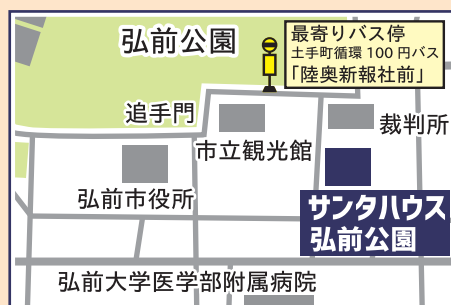 弘前公園
最寄りバス停
土手町循環100円バス
「陸奥新報社前」
追手門
裁判所
市立観光館
弘前市役所
サンタハウス
弘前公園
弘前大学医学部附属病院